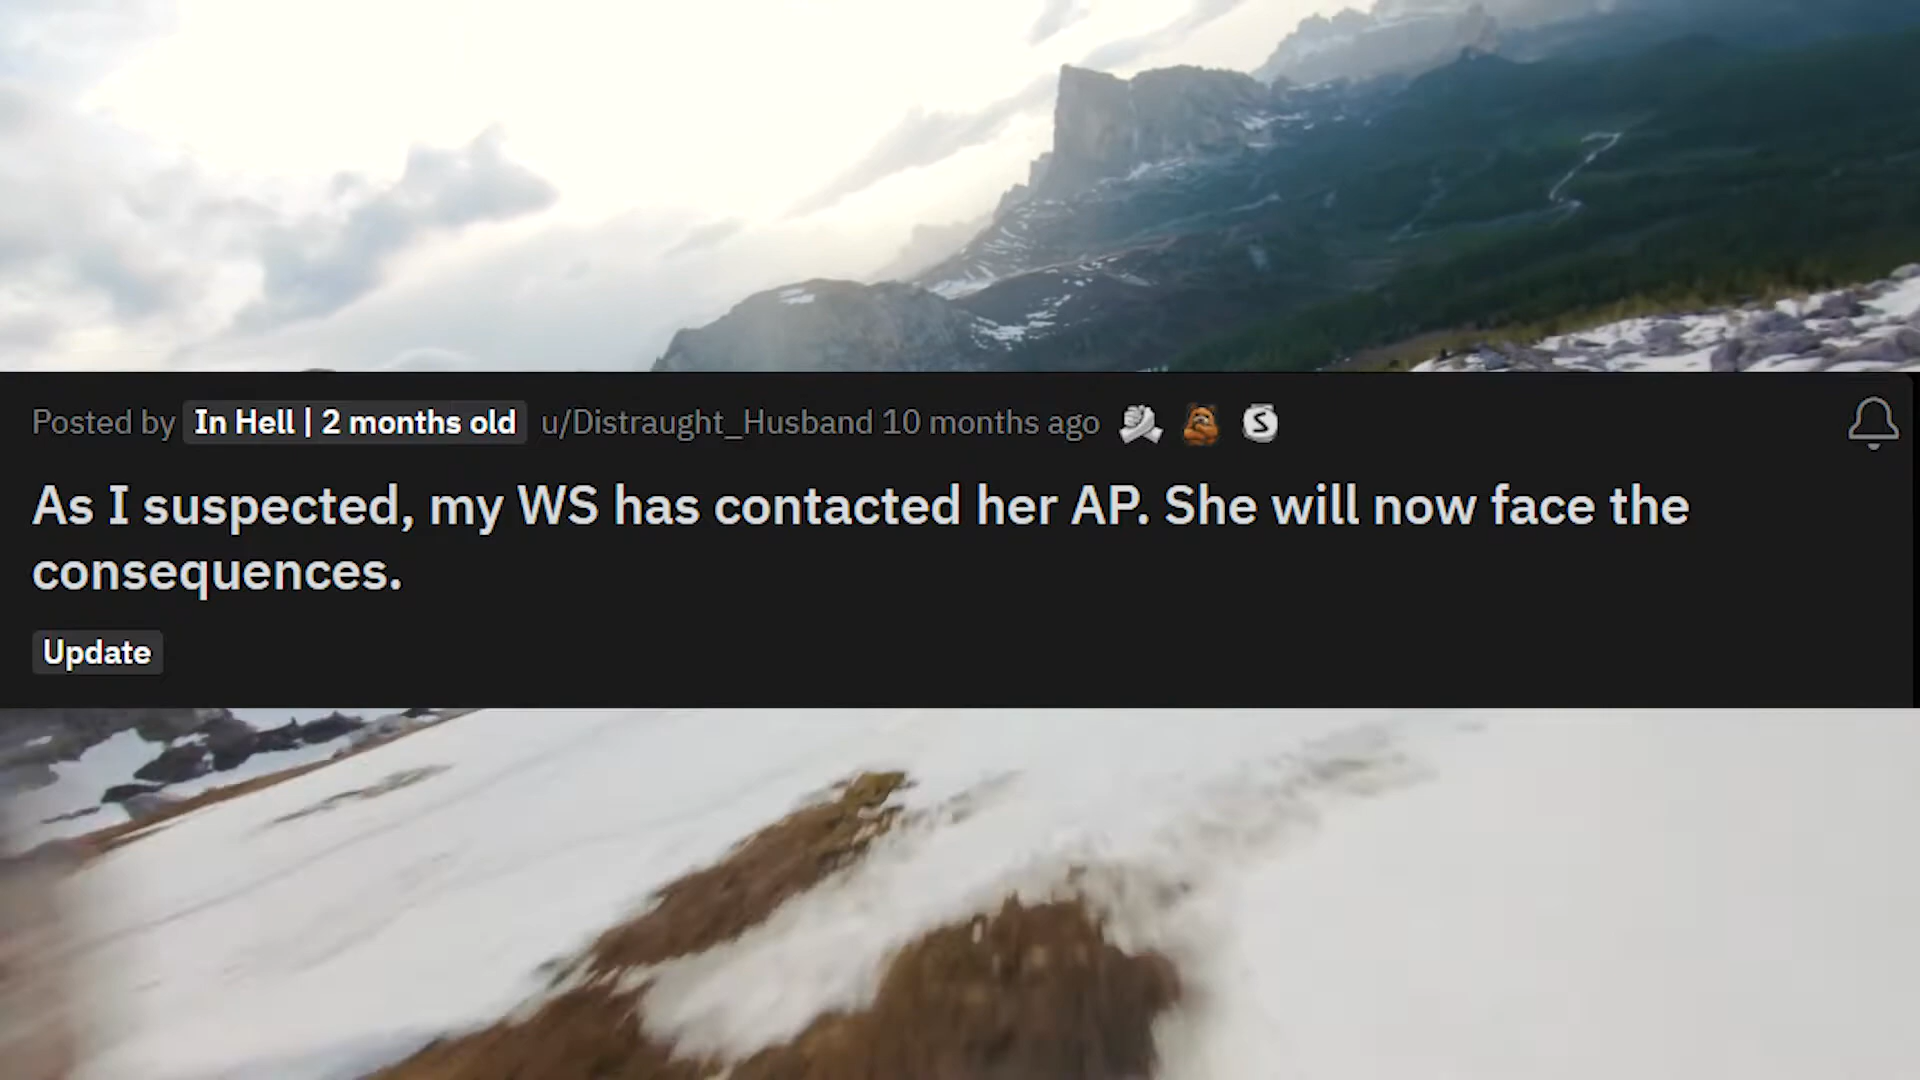 Posted by In Hell | 2 months old u/Distraught_Husband 10 months ago
As I suspected, my WS has contacted her AP. She will now face the
consequences.
Update